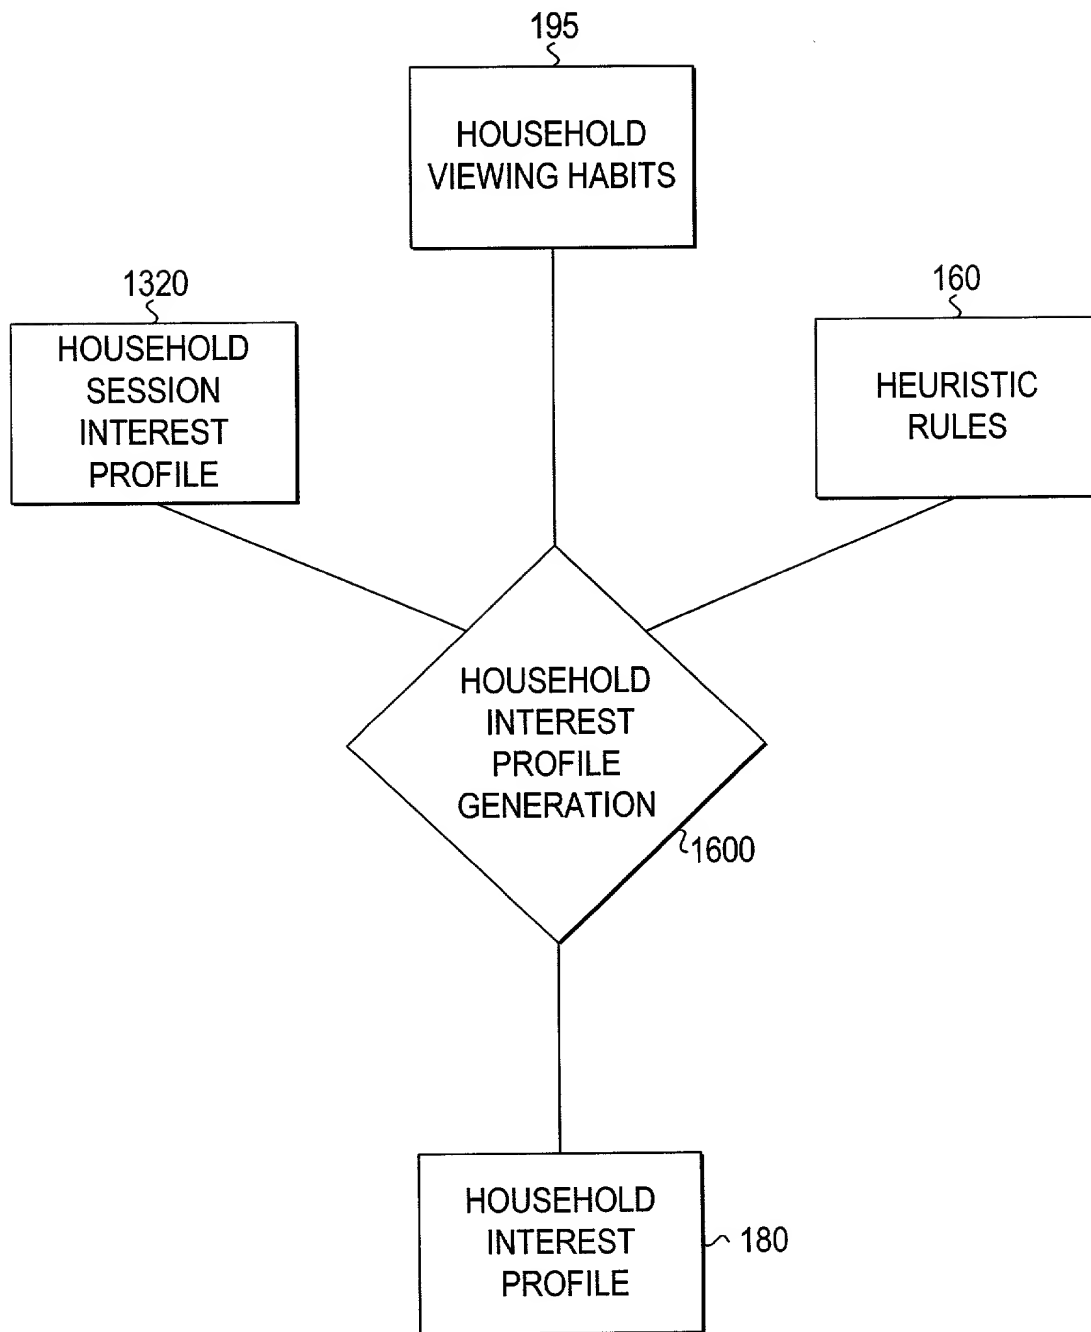 195
HOUSEHOLD
VIEWING HABITS
1320
HOUSEHOLD
SESSION
INTEREST
PROFILE
160
HEURISTIC
RULES
HOUSEHOLD
INTEREST
PROFILE
GENERATION
1600
HOUSEHOLD
INTEREST
PROFILE
180